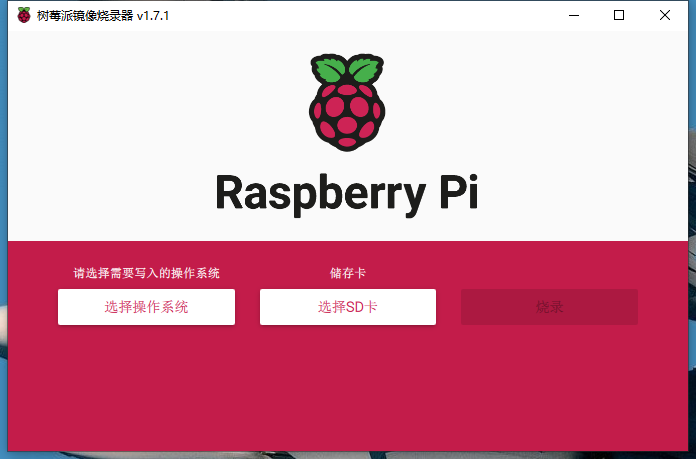 树莓派镜像烧录器 v1.7.1
Raspberry Pi
请选择需要写入的操作系统
储存卡
选择操作系统
选择SD卡
烧录